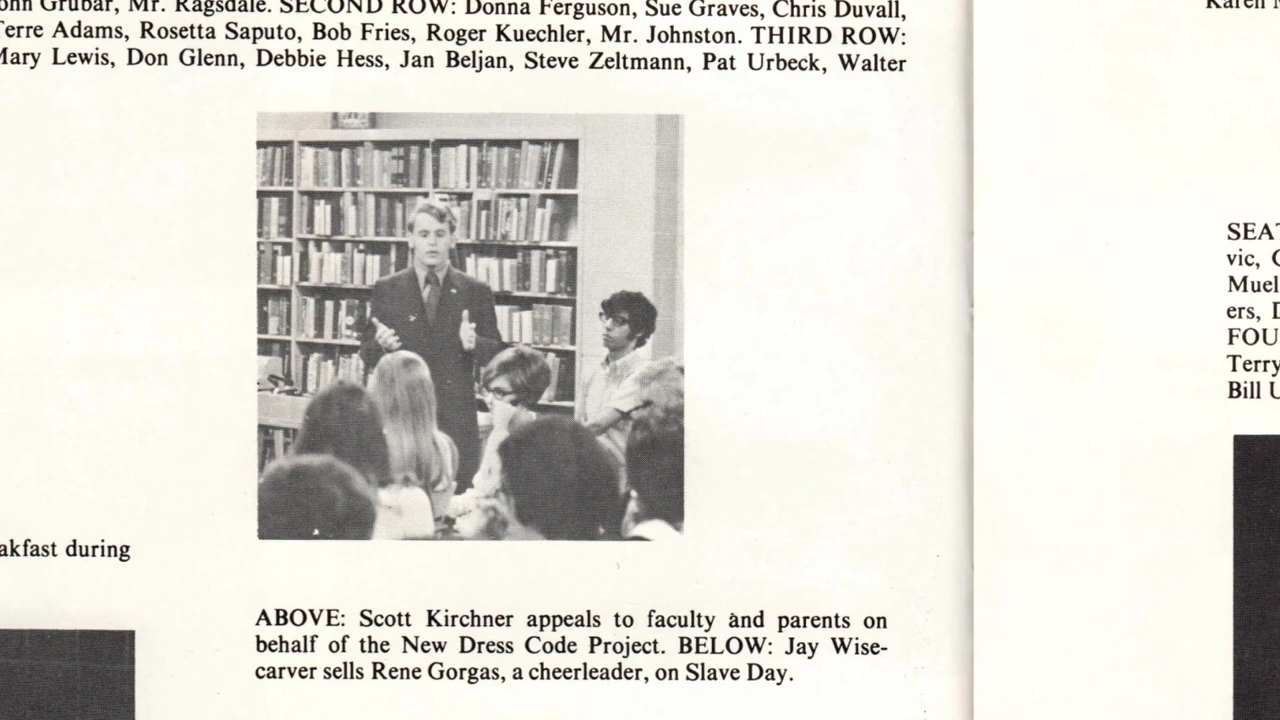 Grubar, Mr. Ragsdale. SECOND ROW: Donna Ferguson, Sue Graves, Chris Duvall,
Terre Adams, Rosetta Saputo, Bob Fries, Roger Kuechler, Mr. Johnston. THIRD ROW:
Mary Lewis, Don Glenn, Debbie Hess, Jan Beljan, Steve Zeltmann, Pat Urbeck, Walter
akfast during
ABOVE: Scott Kirchner appeals to faculty and parents on
behalf of the New Dress Code Project. BELOW: Jay Wise-
carver sells Rene Gorgas, a cheerleader, on Slave Day.
Karen
SEAT
vic,
Muel
ers,
FOU
Terry
Bill U